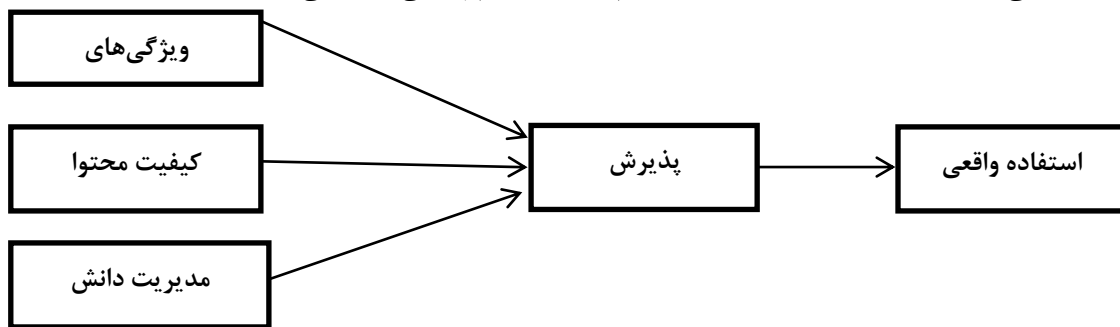 ویژگی‌های
کیفیت محتوا
مدیریت دانش
پذیرش
استفاده واقعی